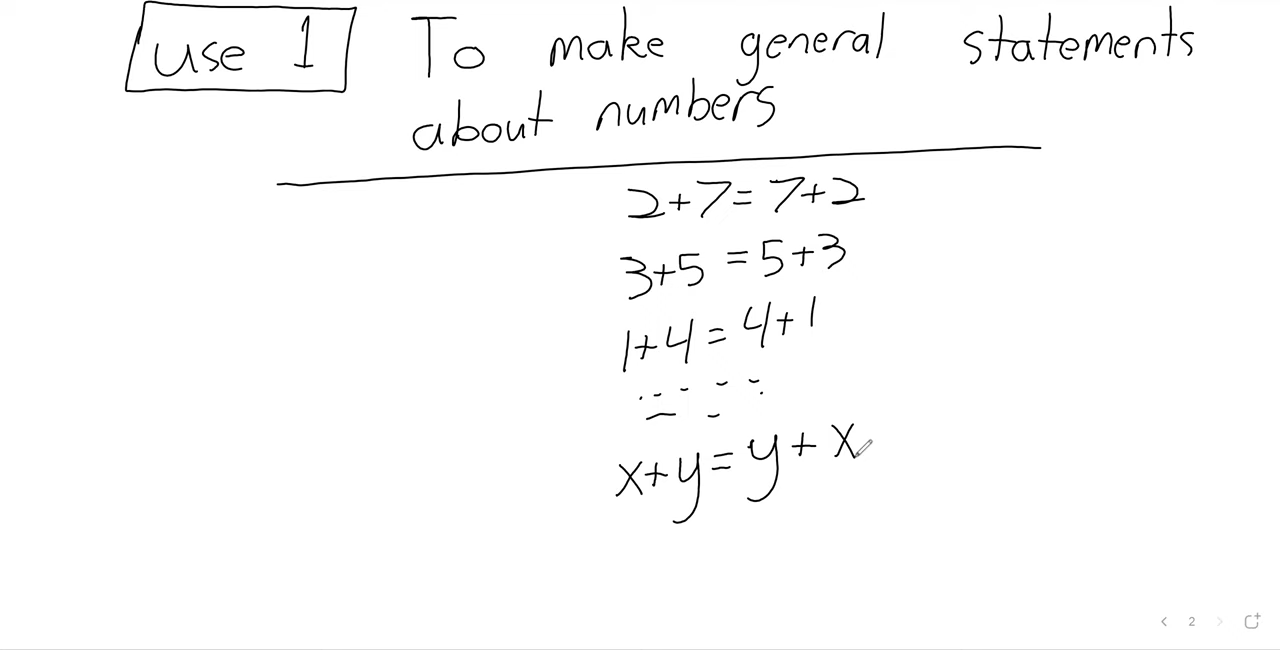 use 1 To make general statements
about numbers
2+7=7+2
3+5=5+3
1+4=4+1
x+y=y+x
2